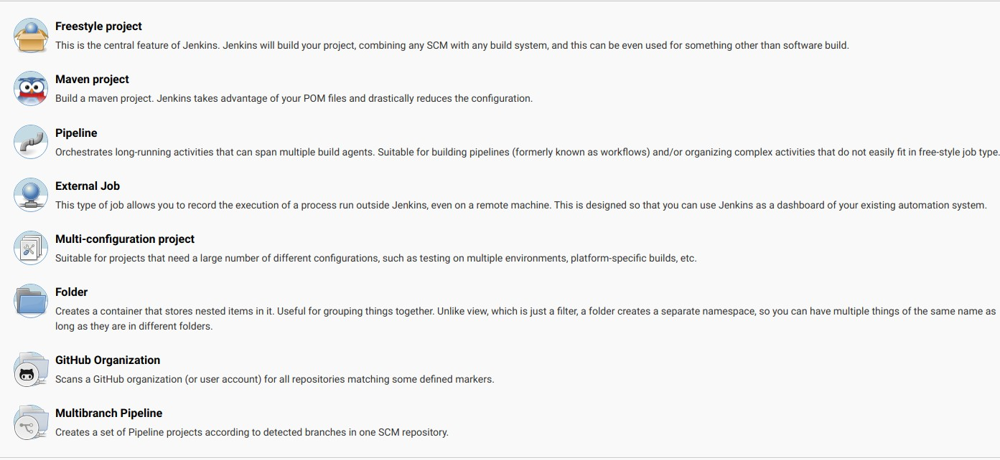 Freestyle project
This is the central feature of Jenkins. Jenkins will build your project, combining any SCM with any build system, and this can be even used for something other than software build.
Maven project
Build a maven project. Jenkins takes advantage of your POM files and drastically reduces the configuration.
Pipeline
Orchestrates long-running activities that can span multiple build agents. Suitable for building pipelines (formerly known as workflows) and/or organizing complex activities that do not easily fit in free-style job type.
External Job
This type of job allows you to record the execution of a process run outside Jenkins, even on a remote machine. This is designed so that you can use Jenkins as a dashboard of your existing automation system.
Multi-configuration project
Suitable for projects that need a large number of different configurations, such as testing on multiple environments, platform-specific builds, etc.
Folder
Creates a container that stores nested items in it. Useful for grouping things together. Unlike view, which is just a filter, a folder creates a separate namespace, so you can have multiple things of the same name as
long as they are in different folders.
GitHub Organization
Scans a GitHub organization (or user account) for all repositories matching some defined markers.
Multibranch Pipeline
Creates a set of Pipeline projects according to detected branches in one SCM repository.